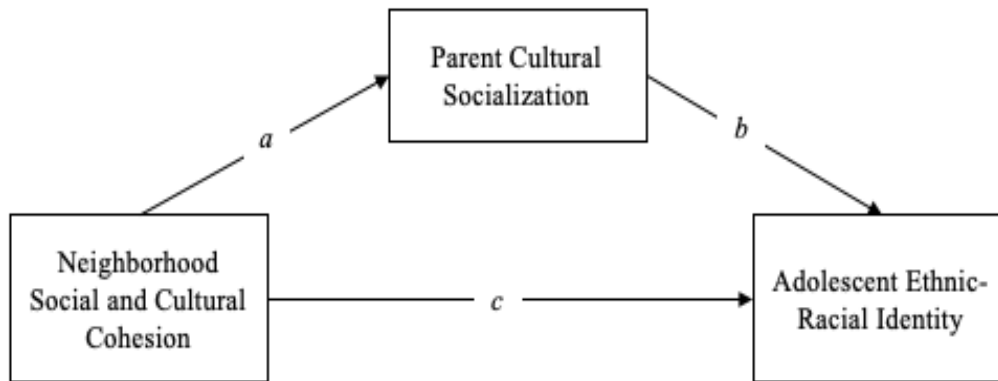 Parent Cultural
Socialization
a
b
Neighborhood
Social and Cultural
Cohesion
c
Adolescent Ethnic-
Racial Identity